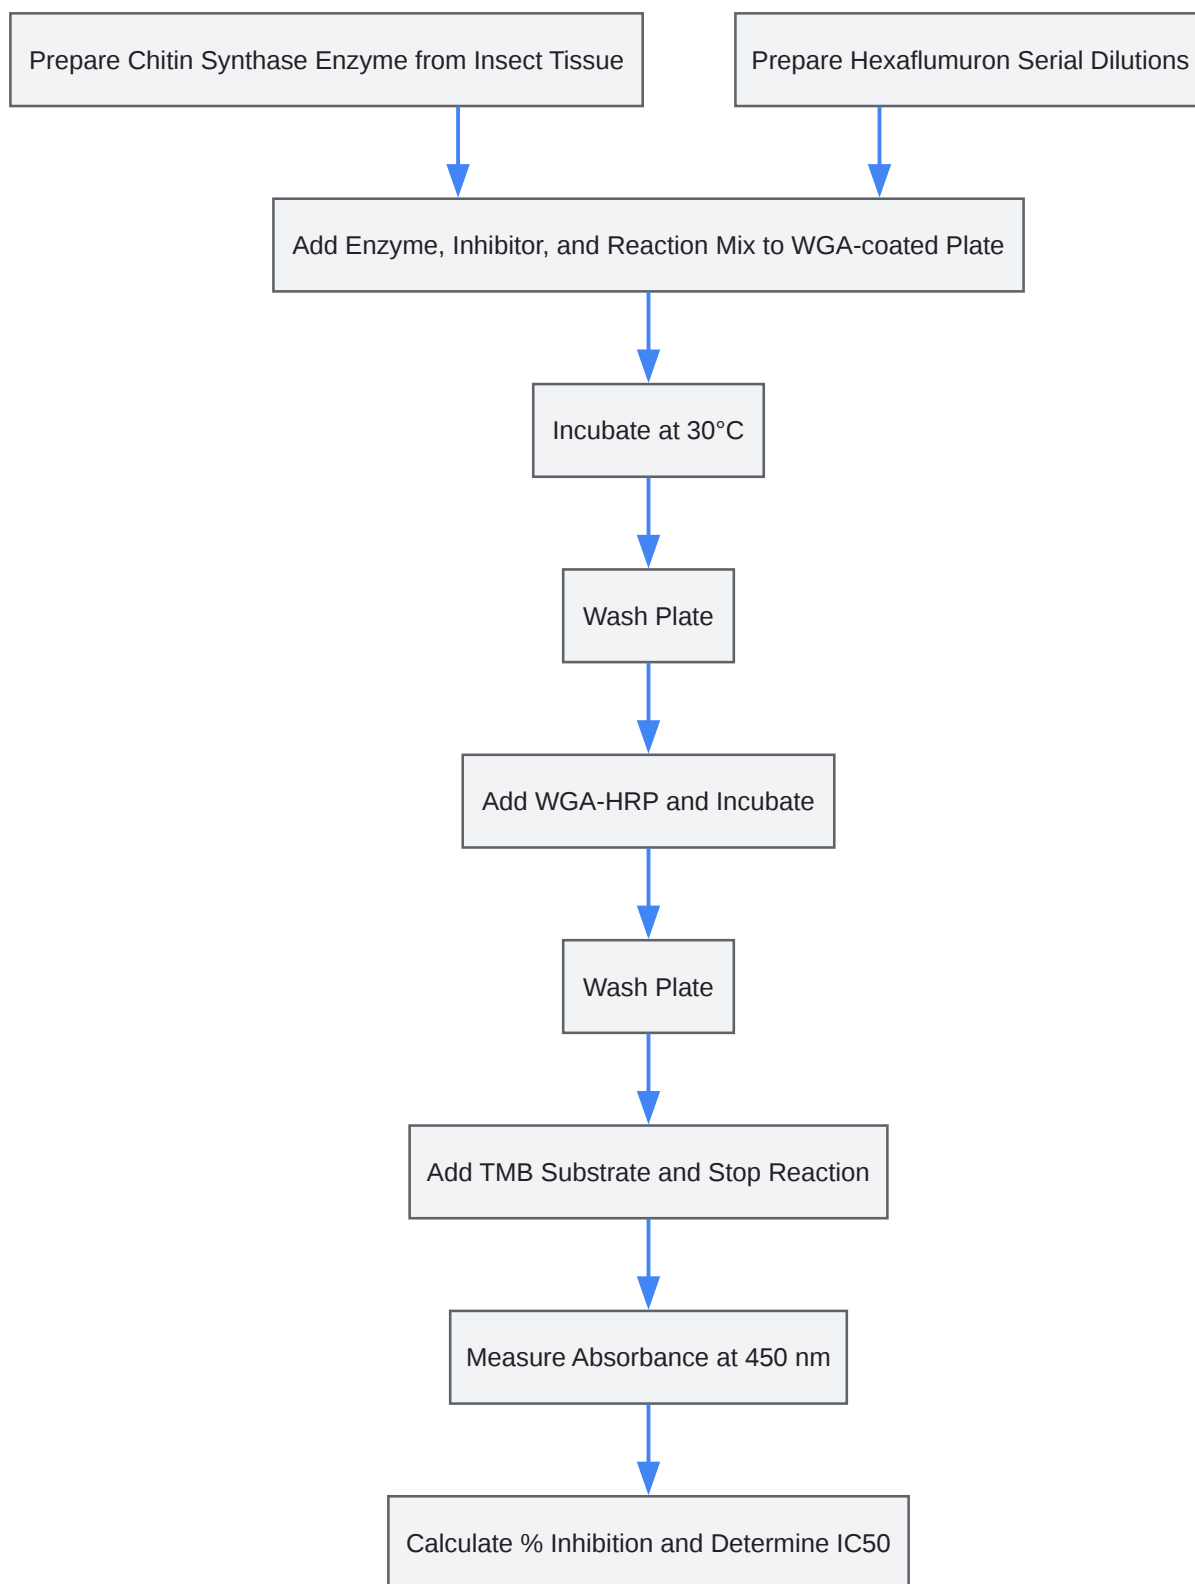 Prepare Chitin Synthase Enzyme from Insect Tissue
Prepare Hexaflumuron Serial Dilutions
Add Enzyme, Inhibitor, and Reaction Mix to WGA-coated Plate
Incubate at 30°C
Wash Plate
Add WGA-HRP and Incubate
Wash Plate
Add TMB Substrate and Stop Reaction
Measure Absorbance at 450 nm
Calculate % Inhibition and Determine IC50